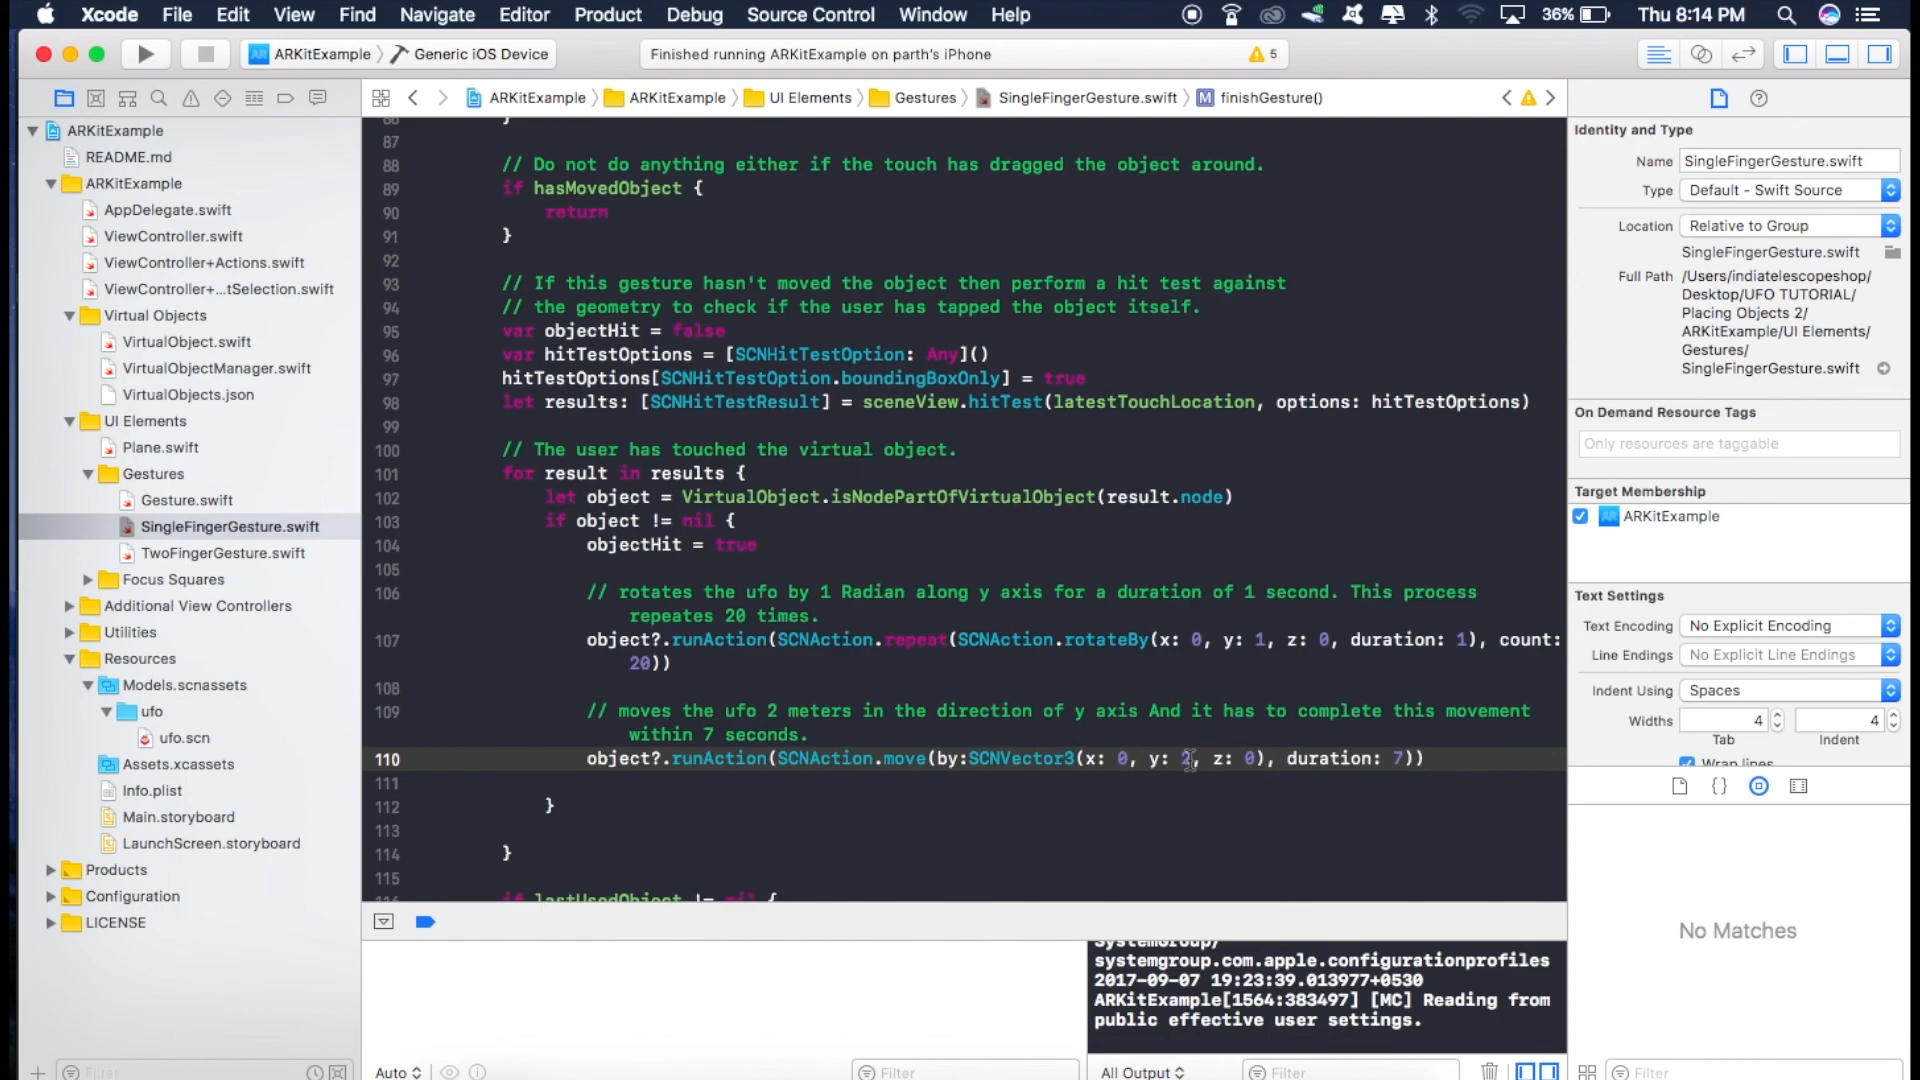 Xcode File Edit View Find Navigate Editor Product Debug Source Control Window Help 36% Thu 8:14 PM
ARKitExample Generic iOS Device Finished running ARKitExample on parth's iPhone 5
ARKitExample ARKitExample UI Elements Gestures SingleFingerGesture.swift M finishGesture()
ARKitExample
README.md
ARKitExample
AppDelegate.swift
ViewController.swift
ViewController+Actions.swift
ViewController+...tSelection.swift
Virtual Objects
VirtualObject.swift
VirtualObjectManager.swift
VirtualObjects.json
UI Elements
Plane.swift
Gestures
Gesture.swift
SingleFingerGesture.swift
TwoFingerGesture.swift
Focus Squares
Additional View Controllers
Utilities
Resources
Models.scnassets
ufo
ufo.scn
Assets.xcassets
Info.plist
Main.storyboard
LaunchScreen.storyboard
Products
Configuration
LICENSE
Filter
86 }
87
88 // Do not do anything either if the touch has dragged the object around.
89 if hasMovedObject {
90 return
91 }
92
93 // If this gesture hasn't moved the object then perform a hit test against
94 // the geometry to check if the user has tapped the object itself.
95 var objectHit = false
96 var hitTestOptions = [SCNHitTestOption: Any]()
97 hitTestOptions[SCNHitTestOption.boundingBoxOnly] = true
98 let results: [SCNHitTestResult] = sceneView.hitTest(latestTouchLocation, options: hitTestOptions)
99
100 // The user has touched the virtual object.
101 for result in results {
102 let object = VirtualObject.isNodePartOfVirtualObject(result.node)
103 if object != nil {
104 objectHit = true
105
106 // rotates the ufo by 1 Radian along y axis for a duration of 1 second. This process
repeats 20 times.
107 object?.runAction(SCNAction.repeat(SCNAction.rotateBy(x: 0, y: 1, z: 0, duration: 1), count:
20))
108
109 // moves the ufo 2 meters in the direction of y axis And it has to complete this movement
within 7 seconds.
110 object?.runAction(SCNAction.move(by:SCNVector3(x: 0, y: 2, z: 0), duration: 7))
111
112 }
113
114 }
115
116 if lastUsedObject != nil {
SystemGroup/
systemgroup.com.apple.configurationprofiles
2017-09-07 19:23:39.013977+0530
ARKitExample[1564:383497] [MC] Reading from
public effective user settings.
Auto Filter All Output Filter
Identity and Type
Name SingleFingerGesture.swift
Type Default - Swift Source
Location Relative to Group
SingleFingerGesture.swift
Full Path /Users/indiatelescopeshop/
Desktop/UFO TUTORIAL/
Placing Objects 2/
ARKitExample/UI Elements/
Gestures/
SingleFingerGesture.swift
On Demand Resource Tags
Only resources are taggable
Target Membership
ARKitExample
Text Settings
Text Encoding No Explicit Encoding
Line Endings No Explicit Line Endings
Indent Using Spaces
Widths 4 4
Tab Indent
Wrap lines
{ }
No Matches
Filter